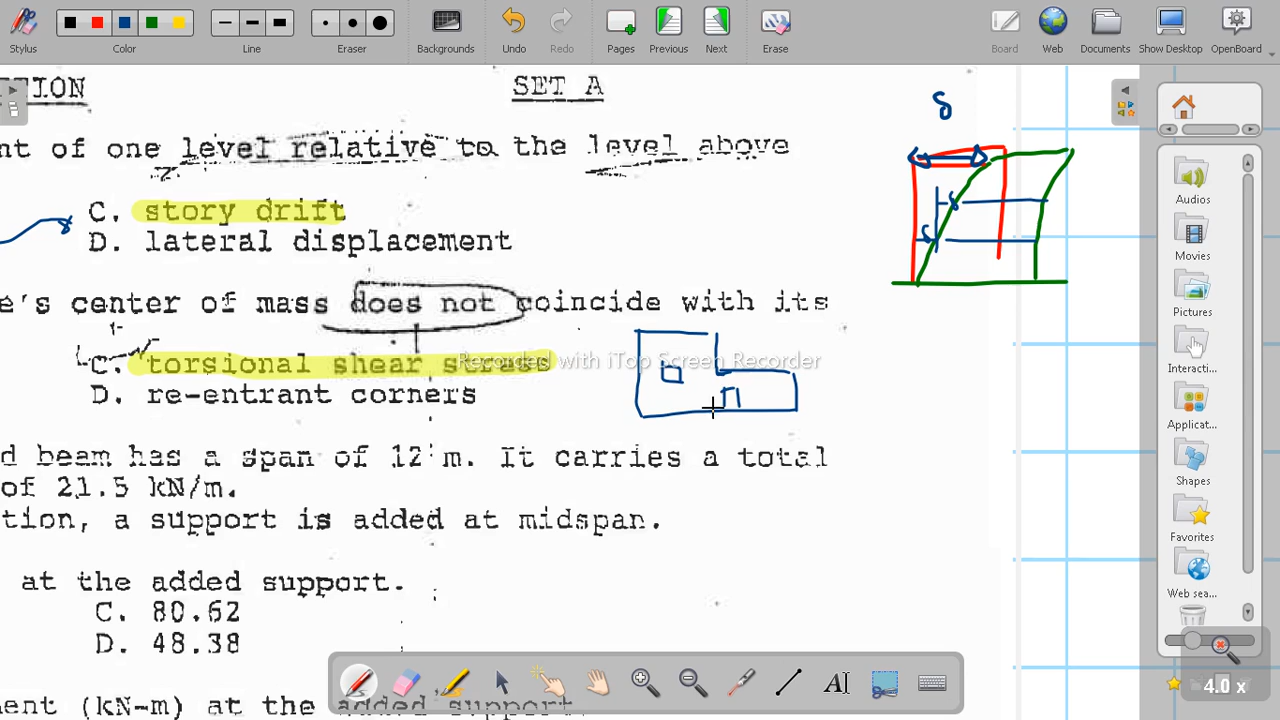 Stylus
Color
Line
Eraser
Backgrounds
Undo
Redo
Pages
Previous
Next
Erase
Board
Web
Documents
Show Desktop
OpenBoard
TION
SET A
δ
nt of one level relative to the level above
C. story drift
D. lateral displacement
δ
δ
e's center of mass does not coincide with its
C. torsional shear stress
D. re-entrant corners
Recorded with iTop Screen Recorder
d beam has a span of 12 m. It carries a total
of 21.5 kN/m.
tion, a support is added at midspan.
at the added support.
C. 80.62
D. 48.38
ment (kN-m) at the added support.
Audios
Movies
Pictures
Interacti...
Applicat...
Shapes
Favorites
Web sea...
4.0 x